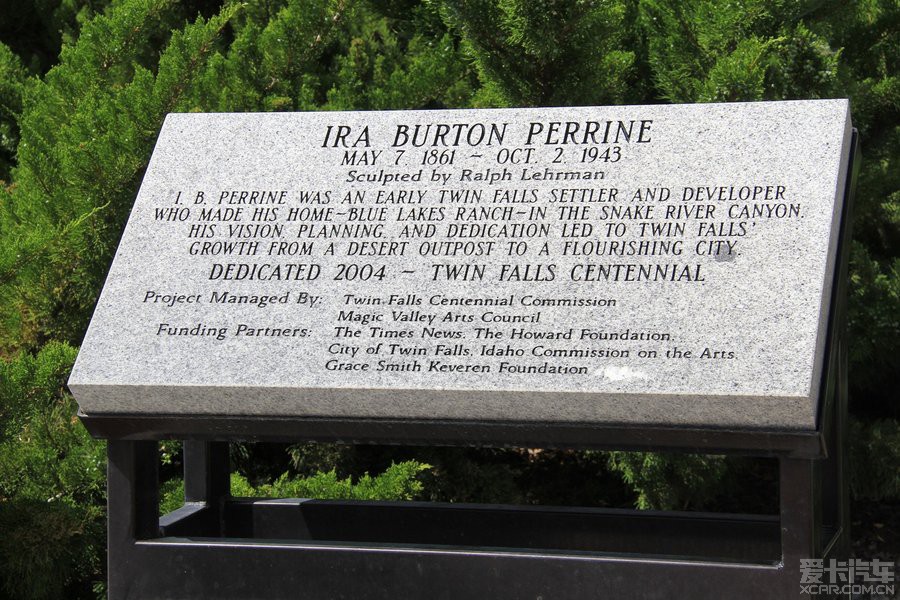 IRA BURTON PERRINE
MAY 7, 1861 ~ OCT. 2, 1943
Sculpted by Ralph Lehrman
I. B. PERRINE WAS AN EARLY TWIN FALLS SETTLER AND DEVELOPER
WHO MADE HIS HOME–BLUE LAKES RANCH–IN THE SNAKE RIVER CANYON.
HIS VISION, PLANNING, AND DEDICATION LED TO TWIN FALLS'
GROWTH FROM A DESERT OUTPOST TO A FLOURISHING CITY.
DEDICATED 2004 ~ TWIN FALLS CENTENNIAL
Project Managed By: Twin Falls Centennial Commission
Magic Valley Arts Council
Funding Partners: The Times News, The Howard Foundation,
City of Twin Falls, Idaho Commission on the Arts,
Grace Smith Keveren Foundation
爱卡汽车
XCAR.COM.CN